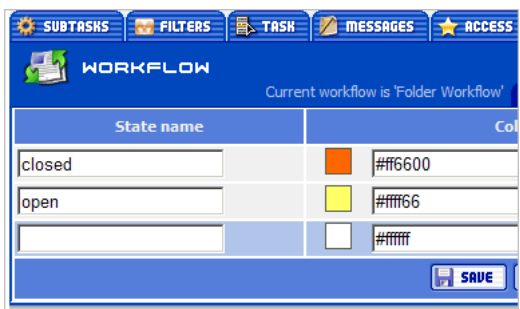 SUBTASKS FILTERS TASK MESSAGES ACCESS
WORKFLOW
Current workflow is 'Folder Workflow'
State name Col
closed #ff6600
open #ffff66
#ffffff
SAVE